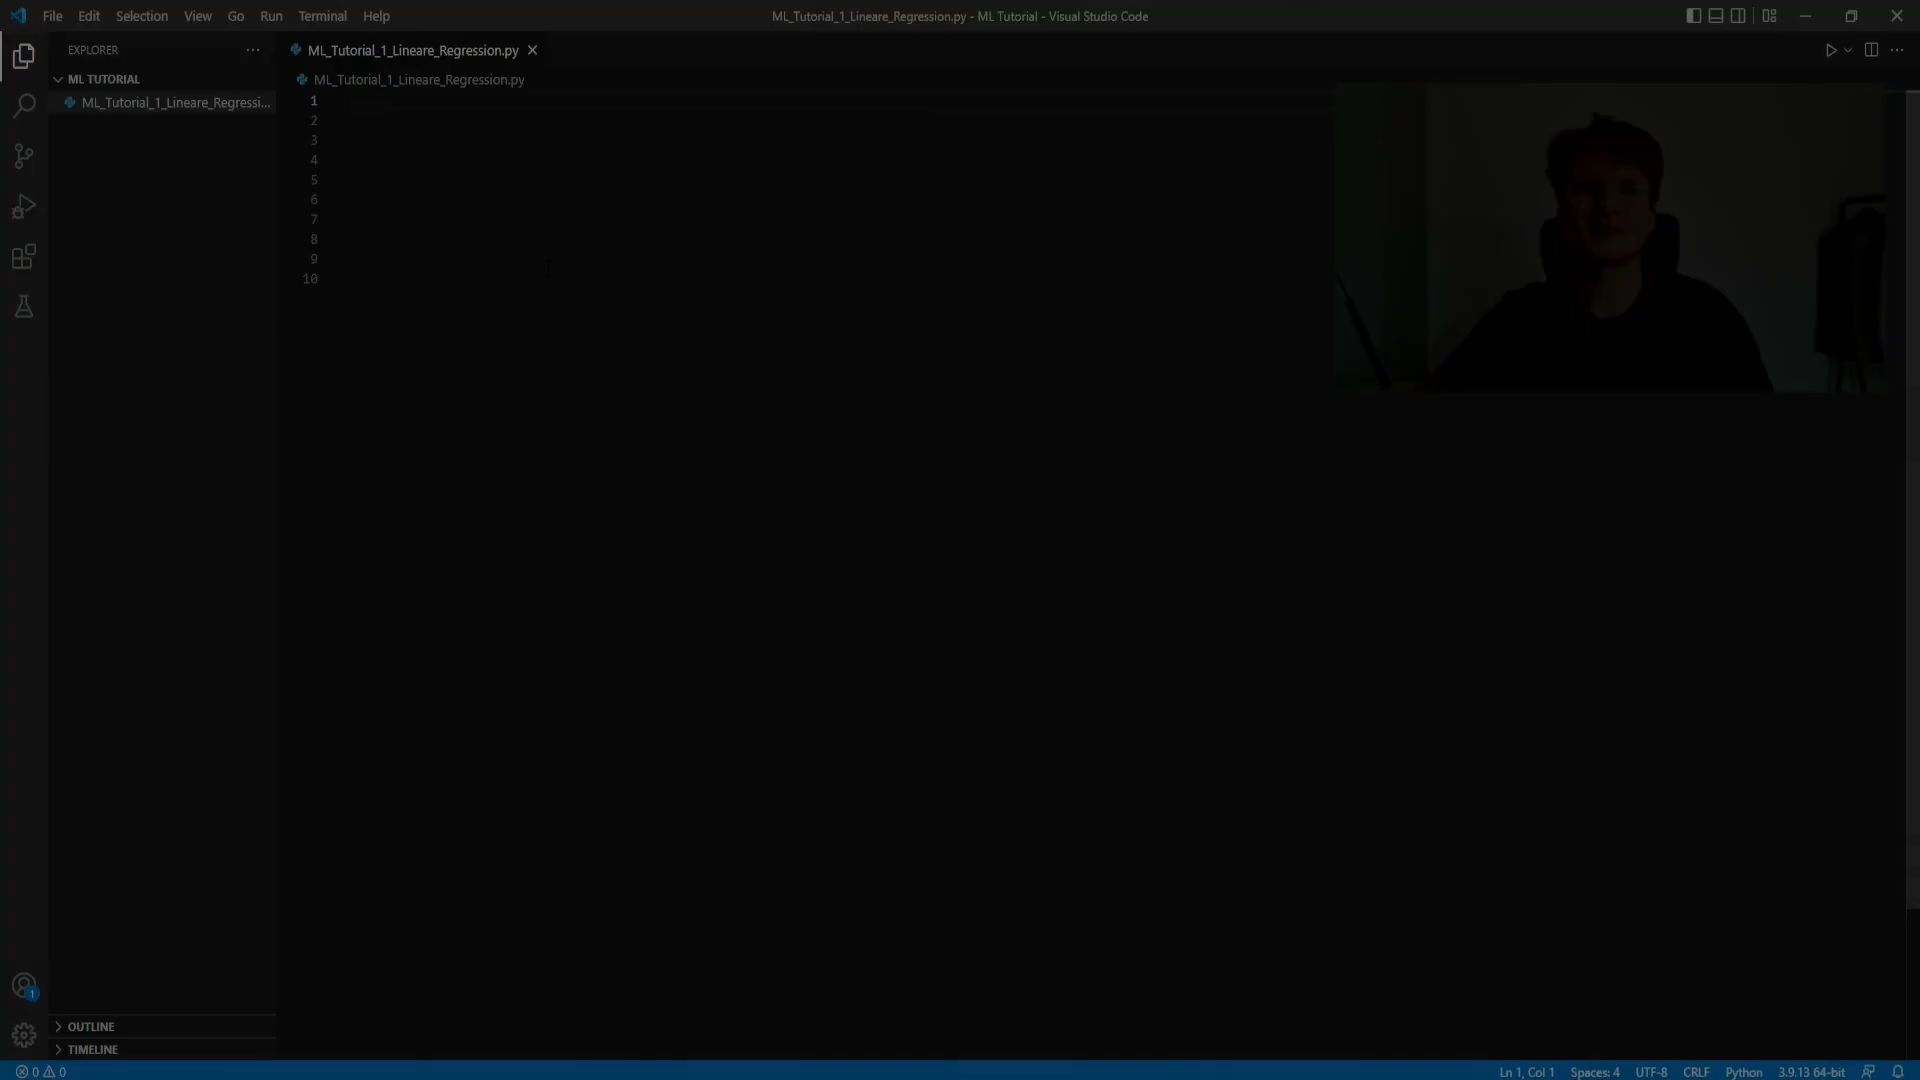 File Edit Selection View Go Run Terminal Help
ML_Tutorial_1_Lineare_Regression.py - ML Tutorial - Visual Studio Code
EXPLORER
ML_Tutorial_1_Lineare_Regression.py
ML TUTORIAL
ML_Tutorial_1_Lineare_Regression.py
ML_Tutorial_1_Lineare_Regressi...
1
2
3
4
5
6
7
8
9
10
1
OUTLINE
TIMELINE
0 0
Ln 1, Col 1 Spaces: 4 UTF-8 CRLF Python 3.9.13 64-bit